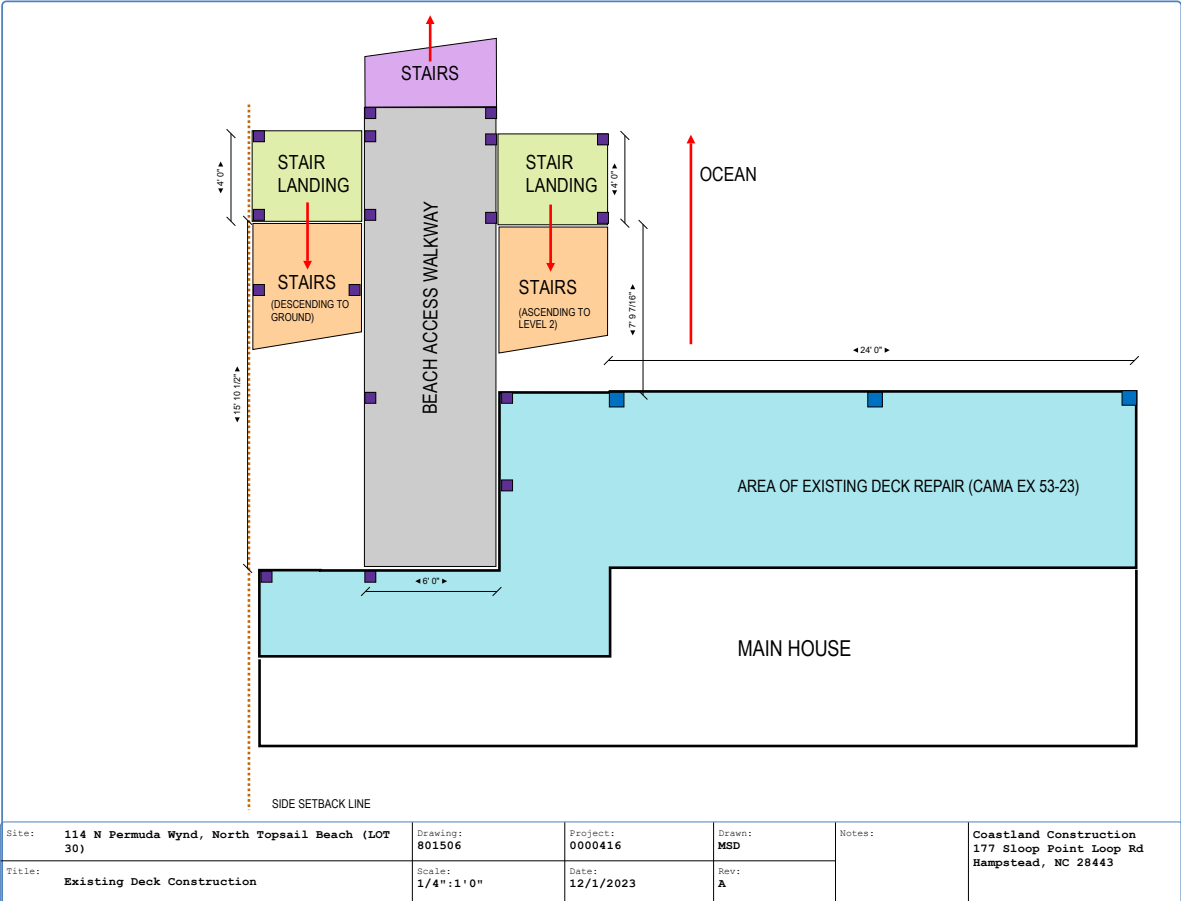 STAIRS
STAIR
LANDING
STAIR
LANDING
◄4' 0"►
◄4' 0"►
OCEAN
BEACH ACCESS WALKWAY
STAIRS
(DESCENDING TO
GROUND)
STAIRS
(ASCENDING TO
LEVEL 2)
◄7' 9 7/16"►
◄24' 0"►
◄15' 10 1/2"►
AREA OF EXISTING DECK REPAIR (CAMA EX 53-23)
◄6' 0"►
MAIN HOUSE
SIDE SETBACK LINE
Site: 114 N Permuda Wynd, North Topsail Beach (LOT
30)
Drawing:
801506
Project:
0000416
Drawn:
MSD
Notes:
Coastland Construction
177 Sloop Point Loop Rd
Hampstead, NC 28443
Title: Existing Deck Construction
Scale:
1/4":1'0"
Date:
12/1/2023
Rev:
A